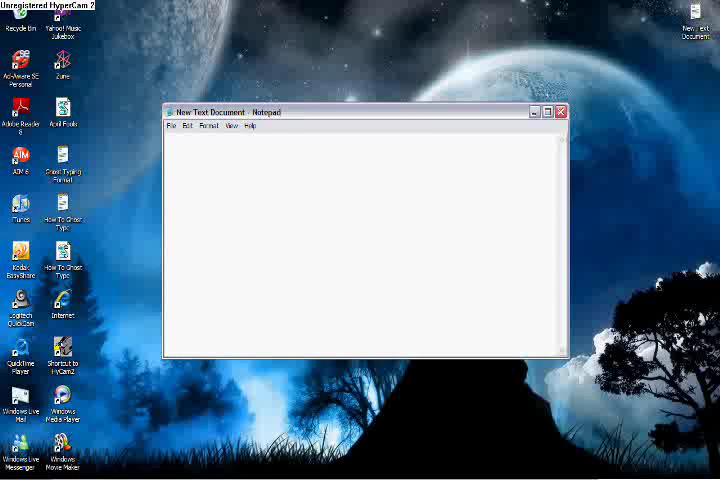 Unregistered HyperCam 2
Recycle Bin
Yahoo! Music
Jukebox
New Text
Document
Ad-Aware SE
Personal
Zune
Adobe Reader
8
April Fools
AIM 6
Ghost Typing
Format
iTunes
How To Ghost
Type
Kodak
EasyShare
How To Ghost
Type
Logitech
QuickCam
Internet
QuickTime
Player
Shortcut to
HyCam2
Windows Live
Mail
Windows
Media Player
Windows Live
Messenger
Windows
Movie Maker
New Text Document - Notepad
File Edit Format View Help